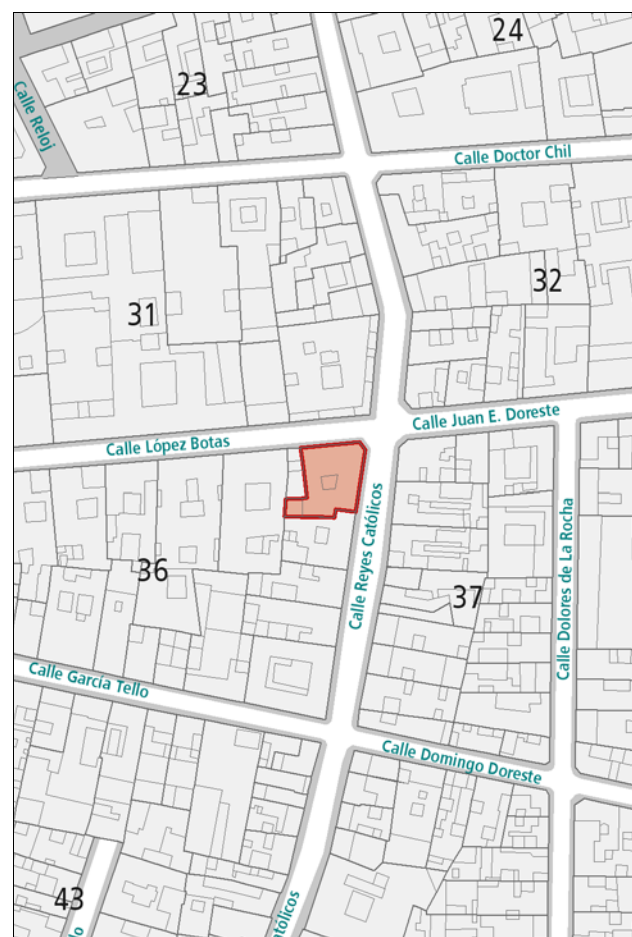 24
23
Calle Reloj
Calle Doctor Chil
32
31
Calle Juan E. Doreste
Calle López Botas
Calle Reyes Católicos
Calle Dolores de La Rocha
36
37
Calle García Tello
Calle Domingo Doreste
43